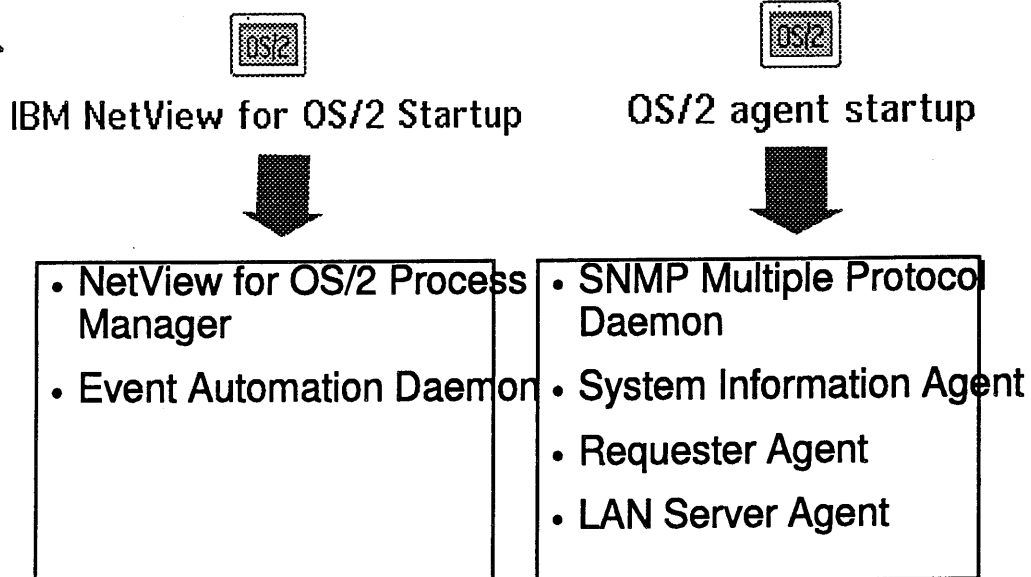 OS/2
IBM NetView for OS/2 Startup
• NetView for OS/2 Process
Manager
• Event Automation Daemon
OS/2
OS/2 agent startup
• SNMP Multiple Protocol
Daemon
• System Information Agent
• Requester Agent
• LAN Server Agent